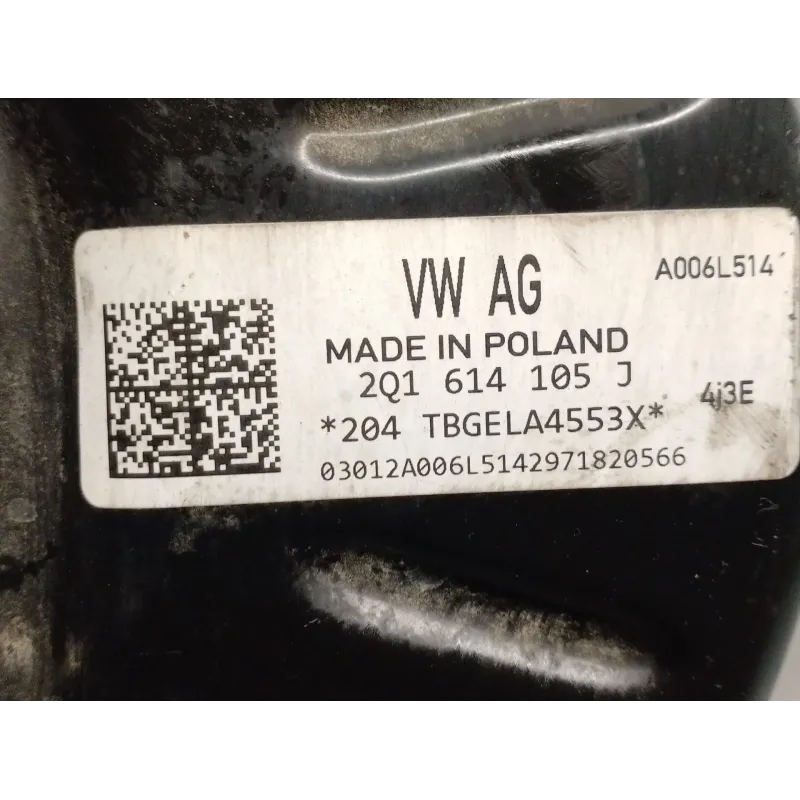 VW AG
A006L514
MADE IN POLAND
2Q1 614 105 J
4j3E
*204 TBGELA4553X*
03012A006L5142971820566